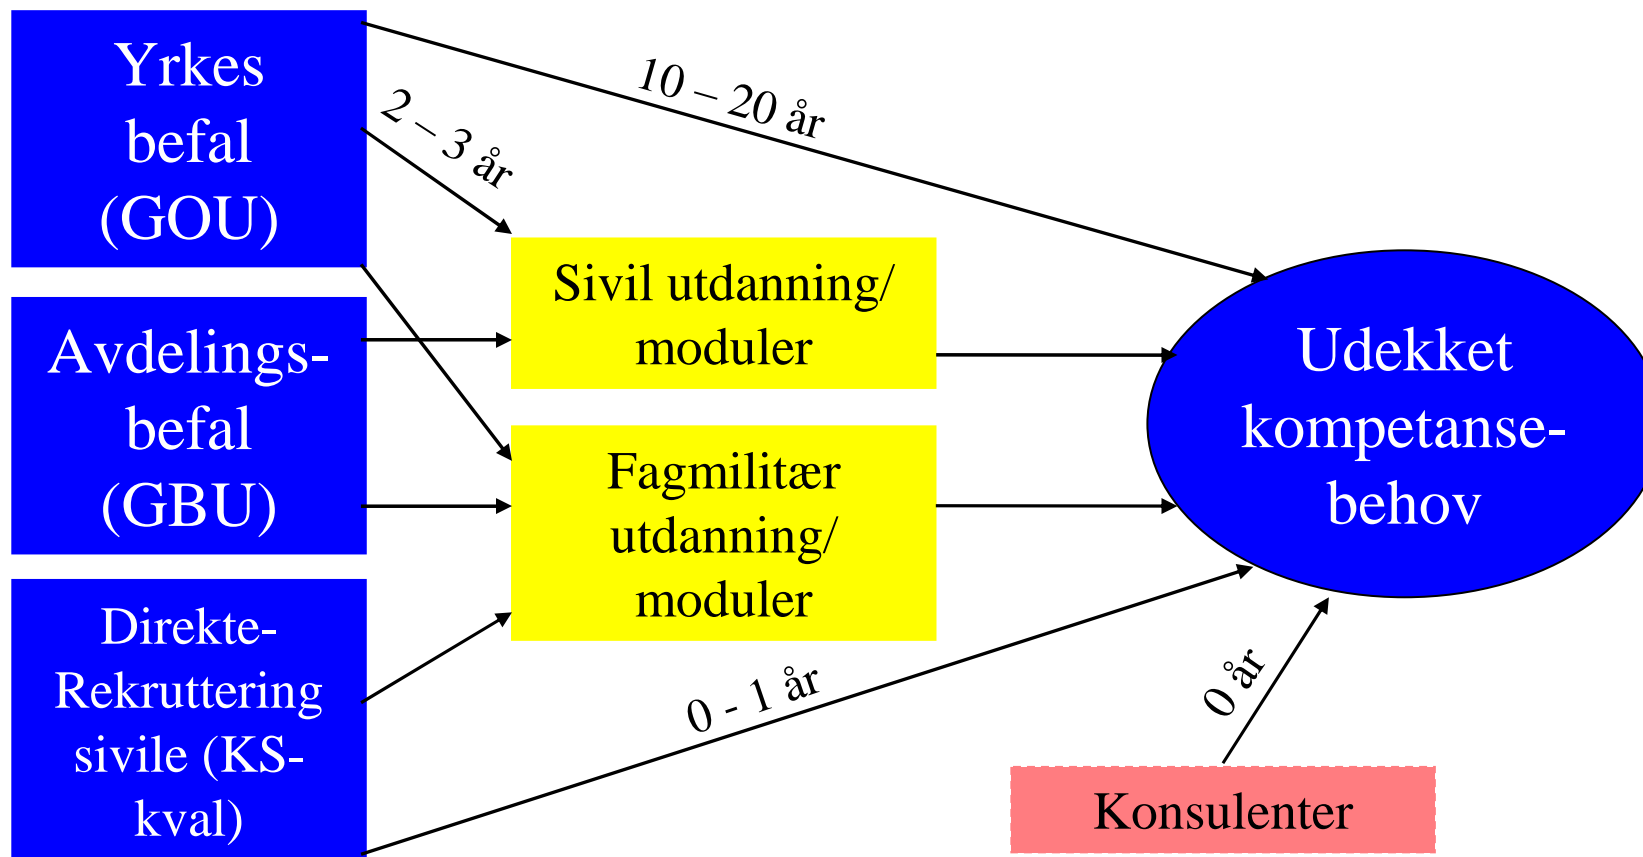 Yrkes
befal
(GOU)
10 – 20 år
2 – 3 år
Sivil utdanning/
moduler
Avdelings-
befal
(GBU)
Udekket
kompetanse-
behov
Fagmilitær
utdanning/
moduler
Direkte-
Rekruttering
sivile (KS-
kval)
0 - 1 år
0 år
Konsulenter